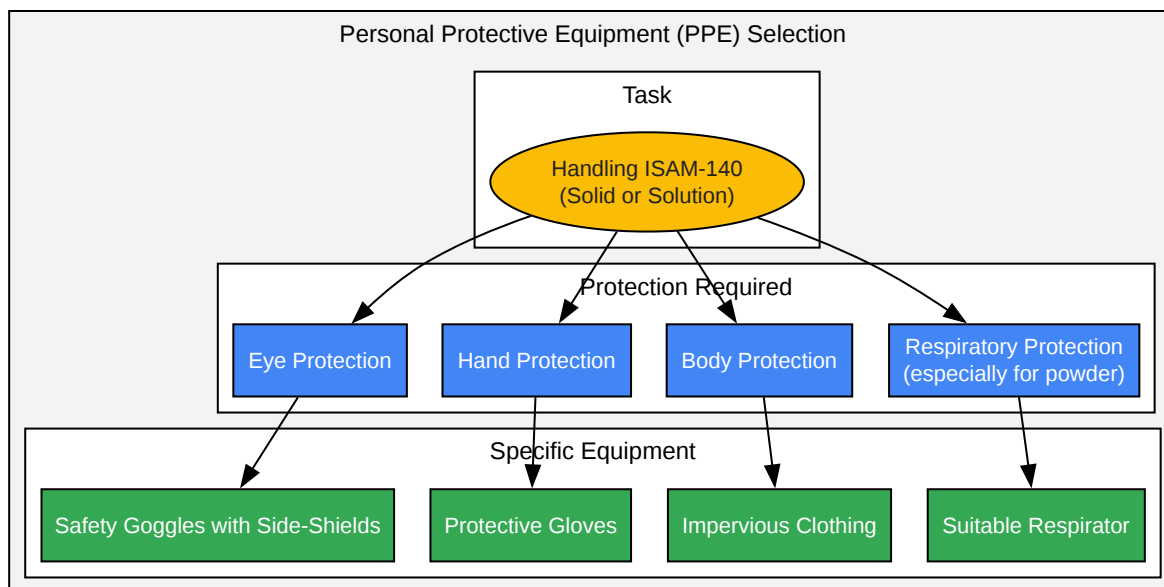 Personal Protective Equipment (PPE) Selection
Task
Handling ISAM-140
(Solid or Solution)
Protection Required
Eye Protection
Hand Protection
Body Protection
Respiratory Protection
(especially for powder)
Specific Equipment
Safety Goggles with Side-Shields
Protective Gloves
Impervious Clothing
Suitable Respirator